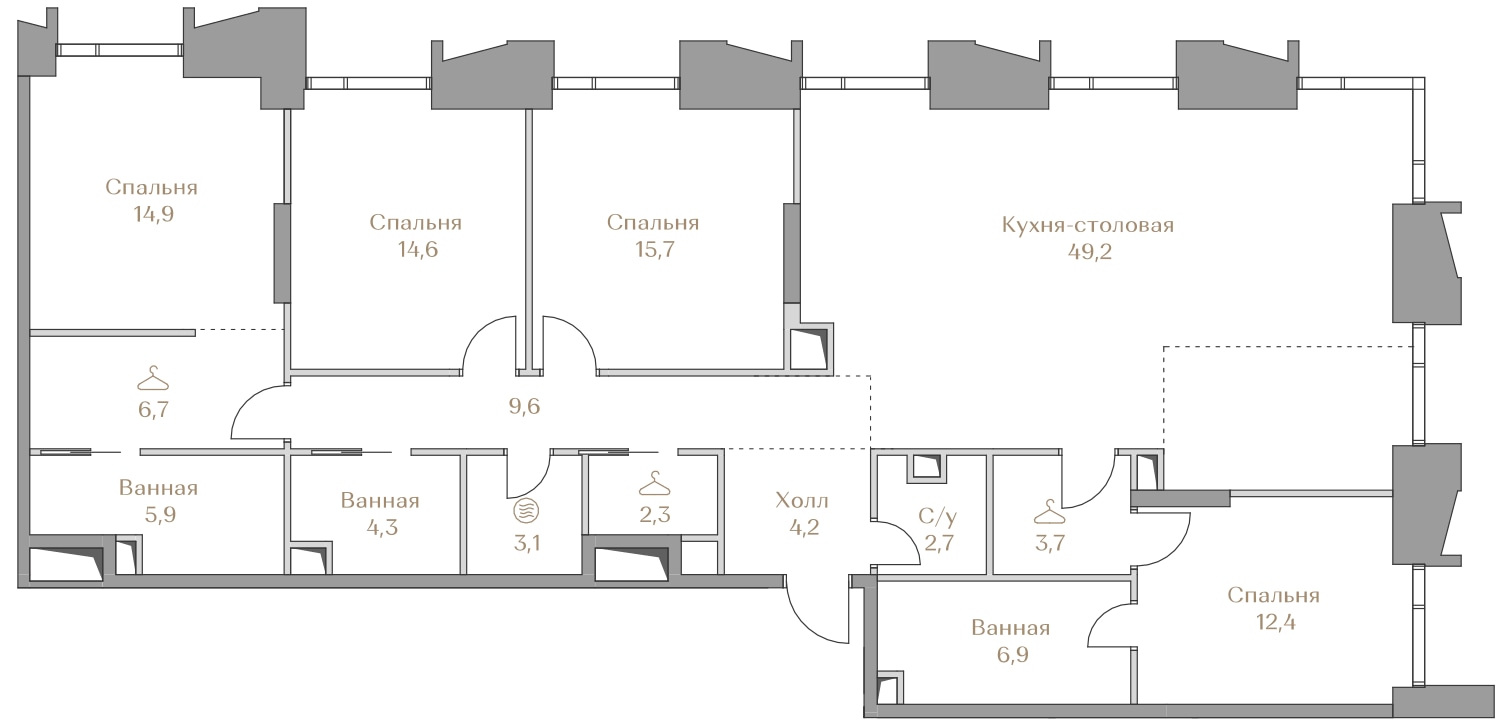 Спальня
14,9
Спальня
14,6
Спальня
15,7
Кухня-столовая
49,2
6,7
9,6
Ванная
5,9
Ванная
4,3
3,1
2,3
Холл
4,2
С/у
2,7
3,7
Спальня
12,4
Ванная
6,9